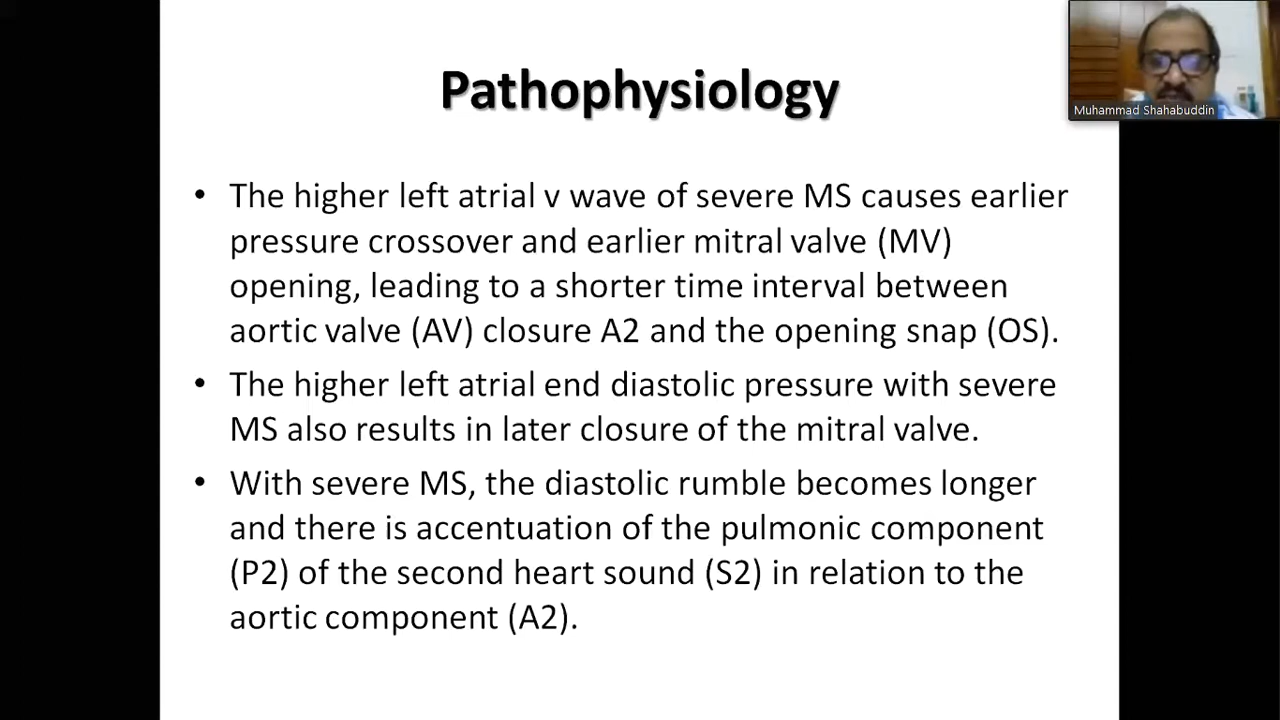 Pathophysiology
Muhammad Shahabuddin
• The higher left atrial v wave of severe MS causes earlier
pressure crossover and earlier mitral valve (MV)
opening, leading to a shorter time interval between
aortic valve (AV) closure A2 and the opening snap (OS).
• The higher left atrial end diastolic pressure with severe
MS also results in later closure of the mitral valve.
• With severe MS, the diastolic rumble becomes longer
and there is accentuation of the pulmonic component
(P2) of the second heart sound (S2) in relation to the
aortic component (A2).